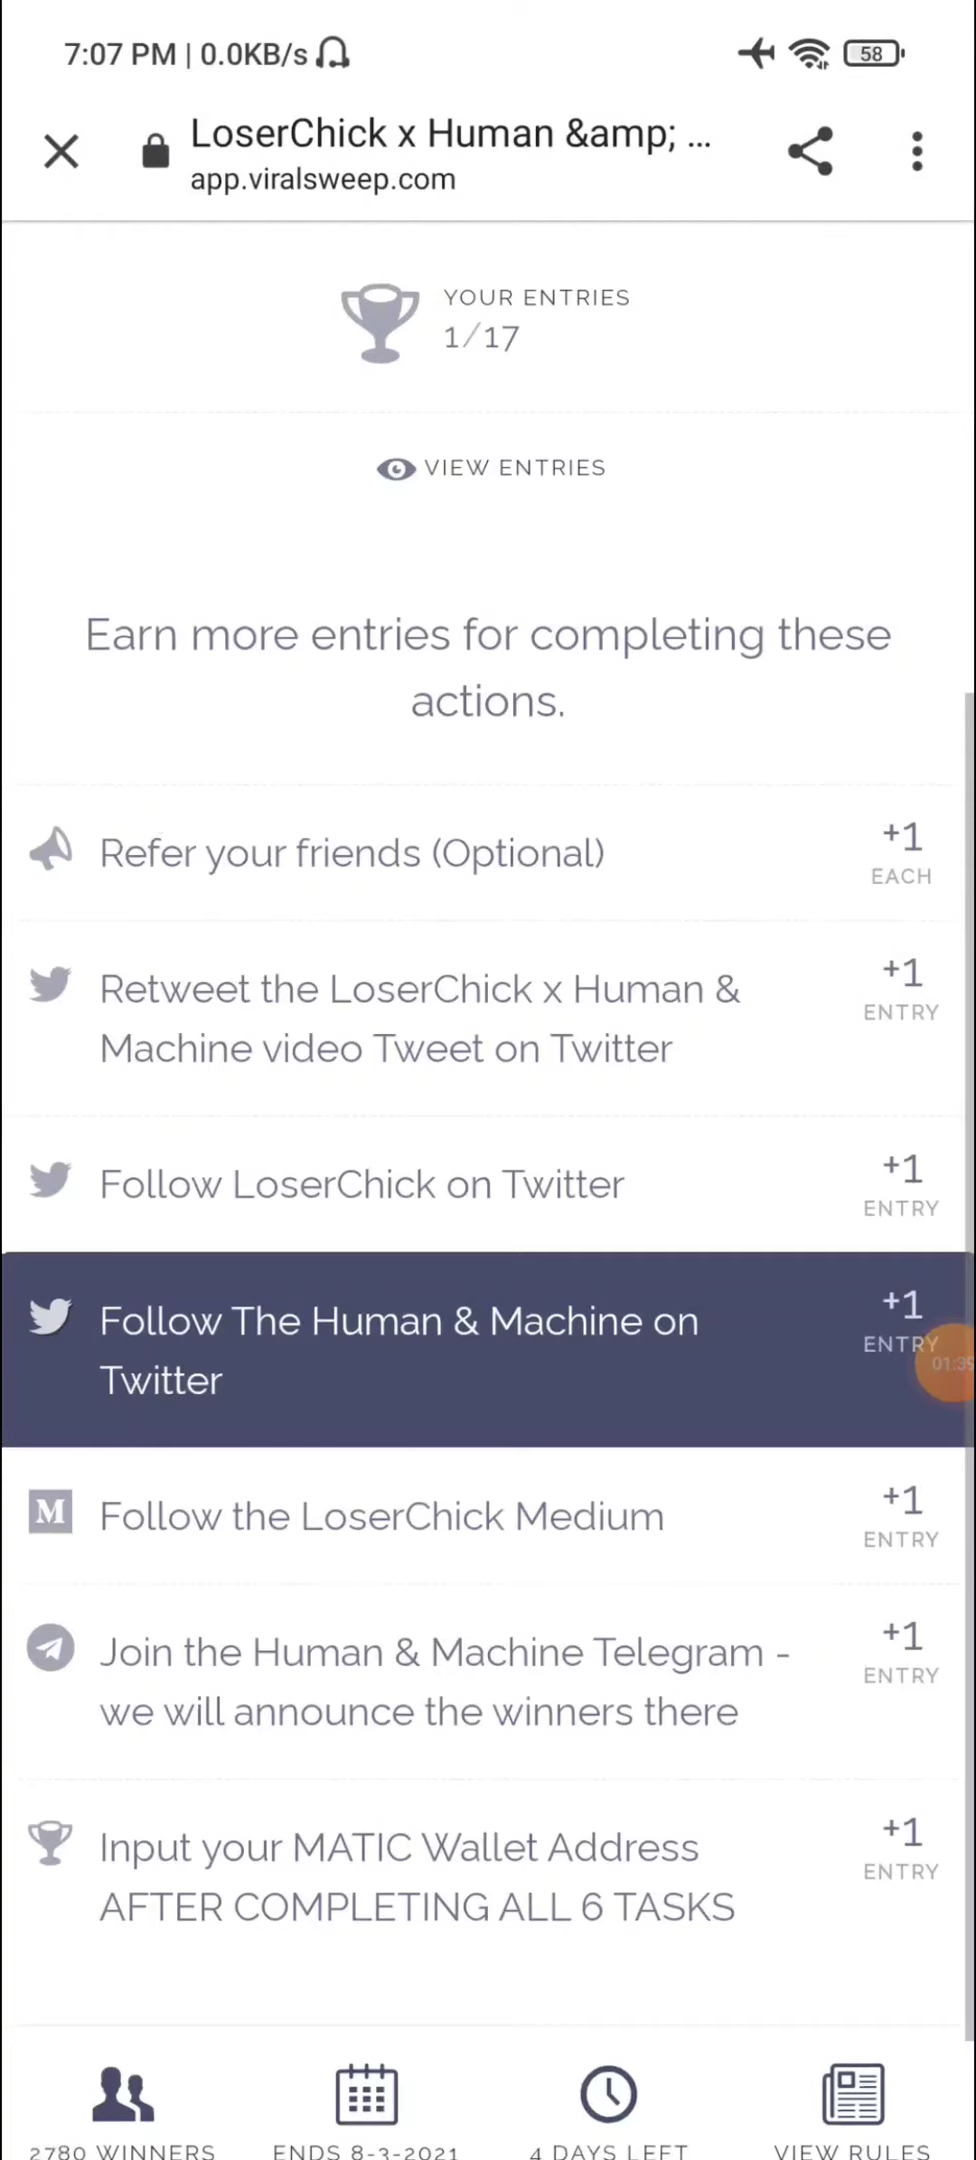 7:07 PM | 0.0KB/s
58
LoserChick x Human &amp; ...
app.viralsweep.com
YOUR ENTRIES
1/17
VIEW ENTRIES
Earn more entries for completing these
actions.
Refer your friends (Optional)
+1
EACH
Retweet the LoserChick x Human &
Machine video Tweet on Twitter
+1
ENTRY
Follow LoserChick on Twitter
+1
ENTRY
Follow The Human & Machine on
Twitter
+1
ENTRY
01:39
M
Follow the LoserChick Medium
+1
ENTRY
Join the Human & Machine Telegram -
we will announce the winners there
+1
ENTRY
Input your MATIC Wallet Address
AFTER COMPLETING ALL 6 TASKS
+1
ENTRY
2780 WINNERS
ENDS 8-3-2021
4 DAYS LEFT
VIEW RULES